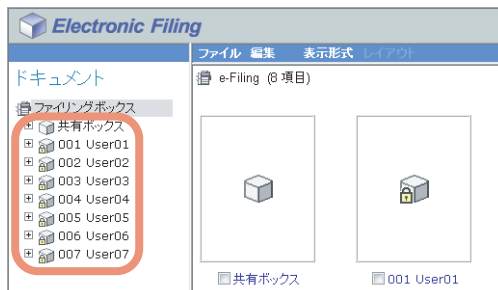 Electronic Filing
ファイル 編集 表示形式 レイアウト
ドキュメント
e-Filing (8 項目)
ファイリングボックス
共有ボックス
001 User01
002 User02
003 User03
004 User04
005 User05
006 User06
007 User07
共有ボックス
001 User01